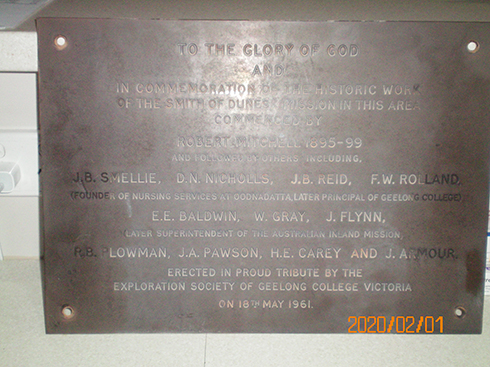 TO THE GLORY OF GOD
AND
IN COMMEMORATION OF THE HISTORIC WORK
OF THE SMITH OF DUNESK MISSION IN THIS AREA
COMMENCED BY
ROBERT MITCHELL 1895-99
AND FOLLOWED BY OTHERS INCLUDING,
J.B. SMELLIE, D.N. NICHOLLS, J.B. REID, F.W. ROLLAND,
(FOUNDER OF NURSING SERVICES AT OODNADATTA, LATER PRINCIPAL OF GEELONG COLLEGE)
E.E. BALDWIN, W. GRAY, J. FLYNN,
LATER SUPERINTENDENT OF THE AUSTRALIAN INLAND MISSION,
R.B. PLOWMAN, J.A. PAWSON, H.E. CAREY AND J. ARMOUR.
ERECTED IN PROUD TRIBUTE BY THE
EXPLORATION SOCIETY OF GEELONG COLLEGE VICTORIA
ON 18TH MAY 1961.
2020/02/01